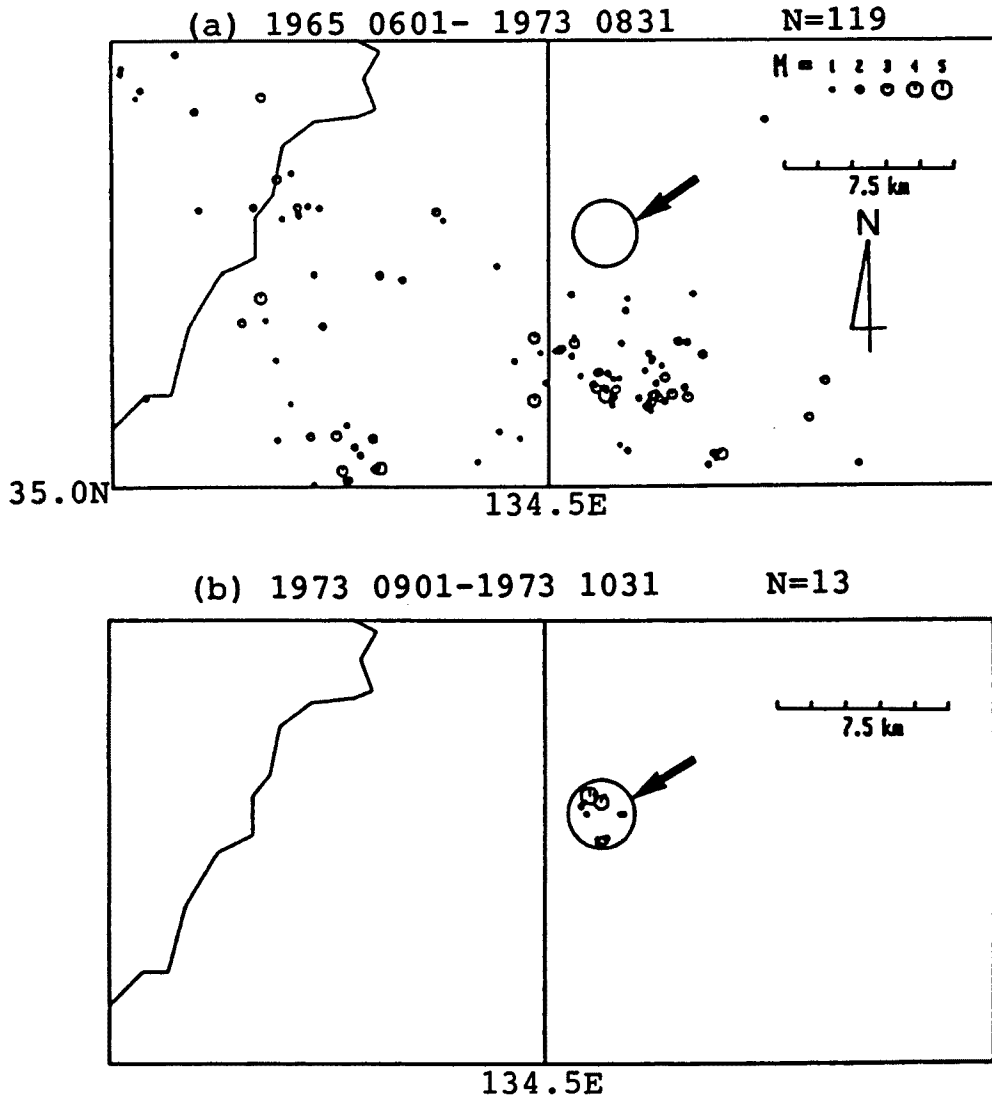 (a) 1965 0601- 1973 0831 N=119
M = 1 2 3 4 5
7.5 km
N
35.0N
134.5E
(b) 1973 0901-1973 1031 N=13
7.5 km
134.5E